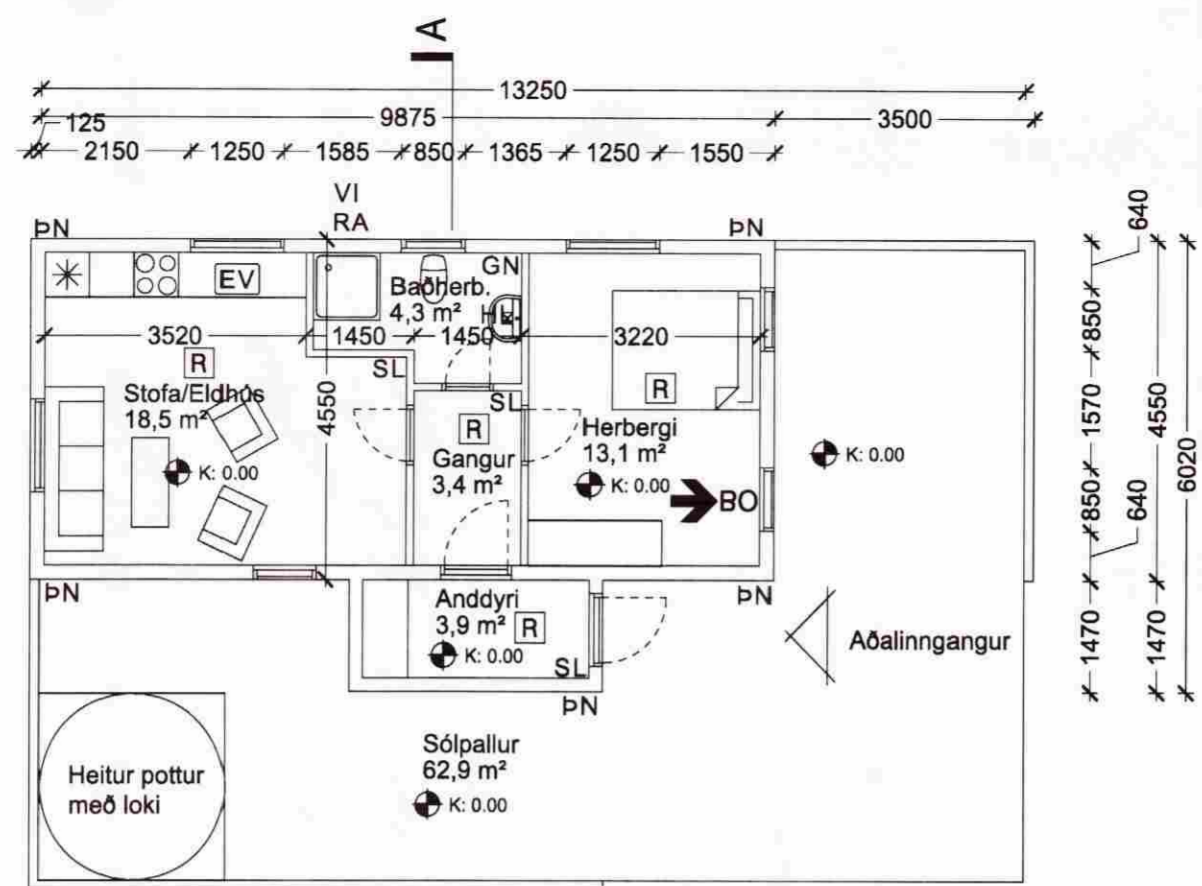 A
13250
9875
3500
125
2150
1250
1585
850
1365
1250
1550
VI
RA
ÞN
ÞN
640
EV
GN
Baðherb.
4,3 m²
3520
1450
1450
3220
850
R
SL
4550
R
Stofa/Eldhús
18,5 m²
SL
R
Gangur
3,4 m²
Herbergi
13,1 m²
1570
4550
6020
K: 0.00
K: 0.00
K: 0.00
BO
850
640
ÞN
ÞN
Anddyri
3,9 m²
R
K: 0.00
SL
Aðalinngangur
1470
1470
ÞN
Sólpallur
62,9 m²
K: 0.00
Heitur pottur
með loki